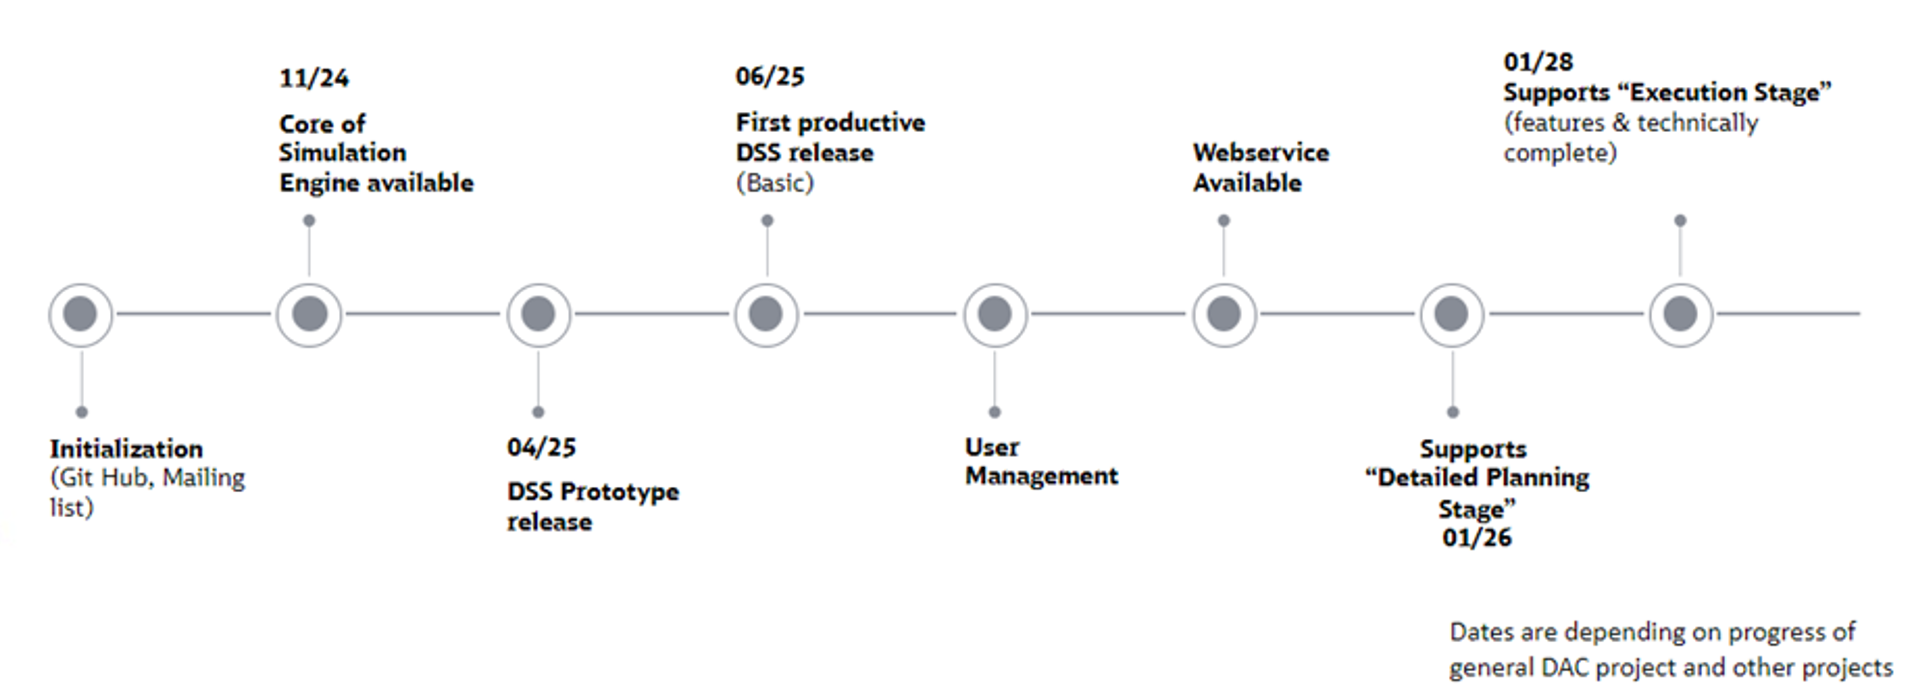 11/24
Core of
Simulation
Engine available
06/25
First productive
DSS release
(Basic)
Webservice
Available
01/28
Supports “Execution Stage”
(features & technically
complete)
Initialization
(Git Hub, Mailing
list)
04/25
DSS Prototype
release
User
Management
Supports
“Detailed Planning
Stage”
01/26
Dates are depending on progress of
general DAC project and other projects